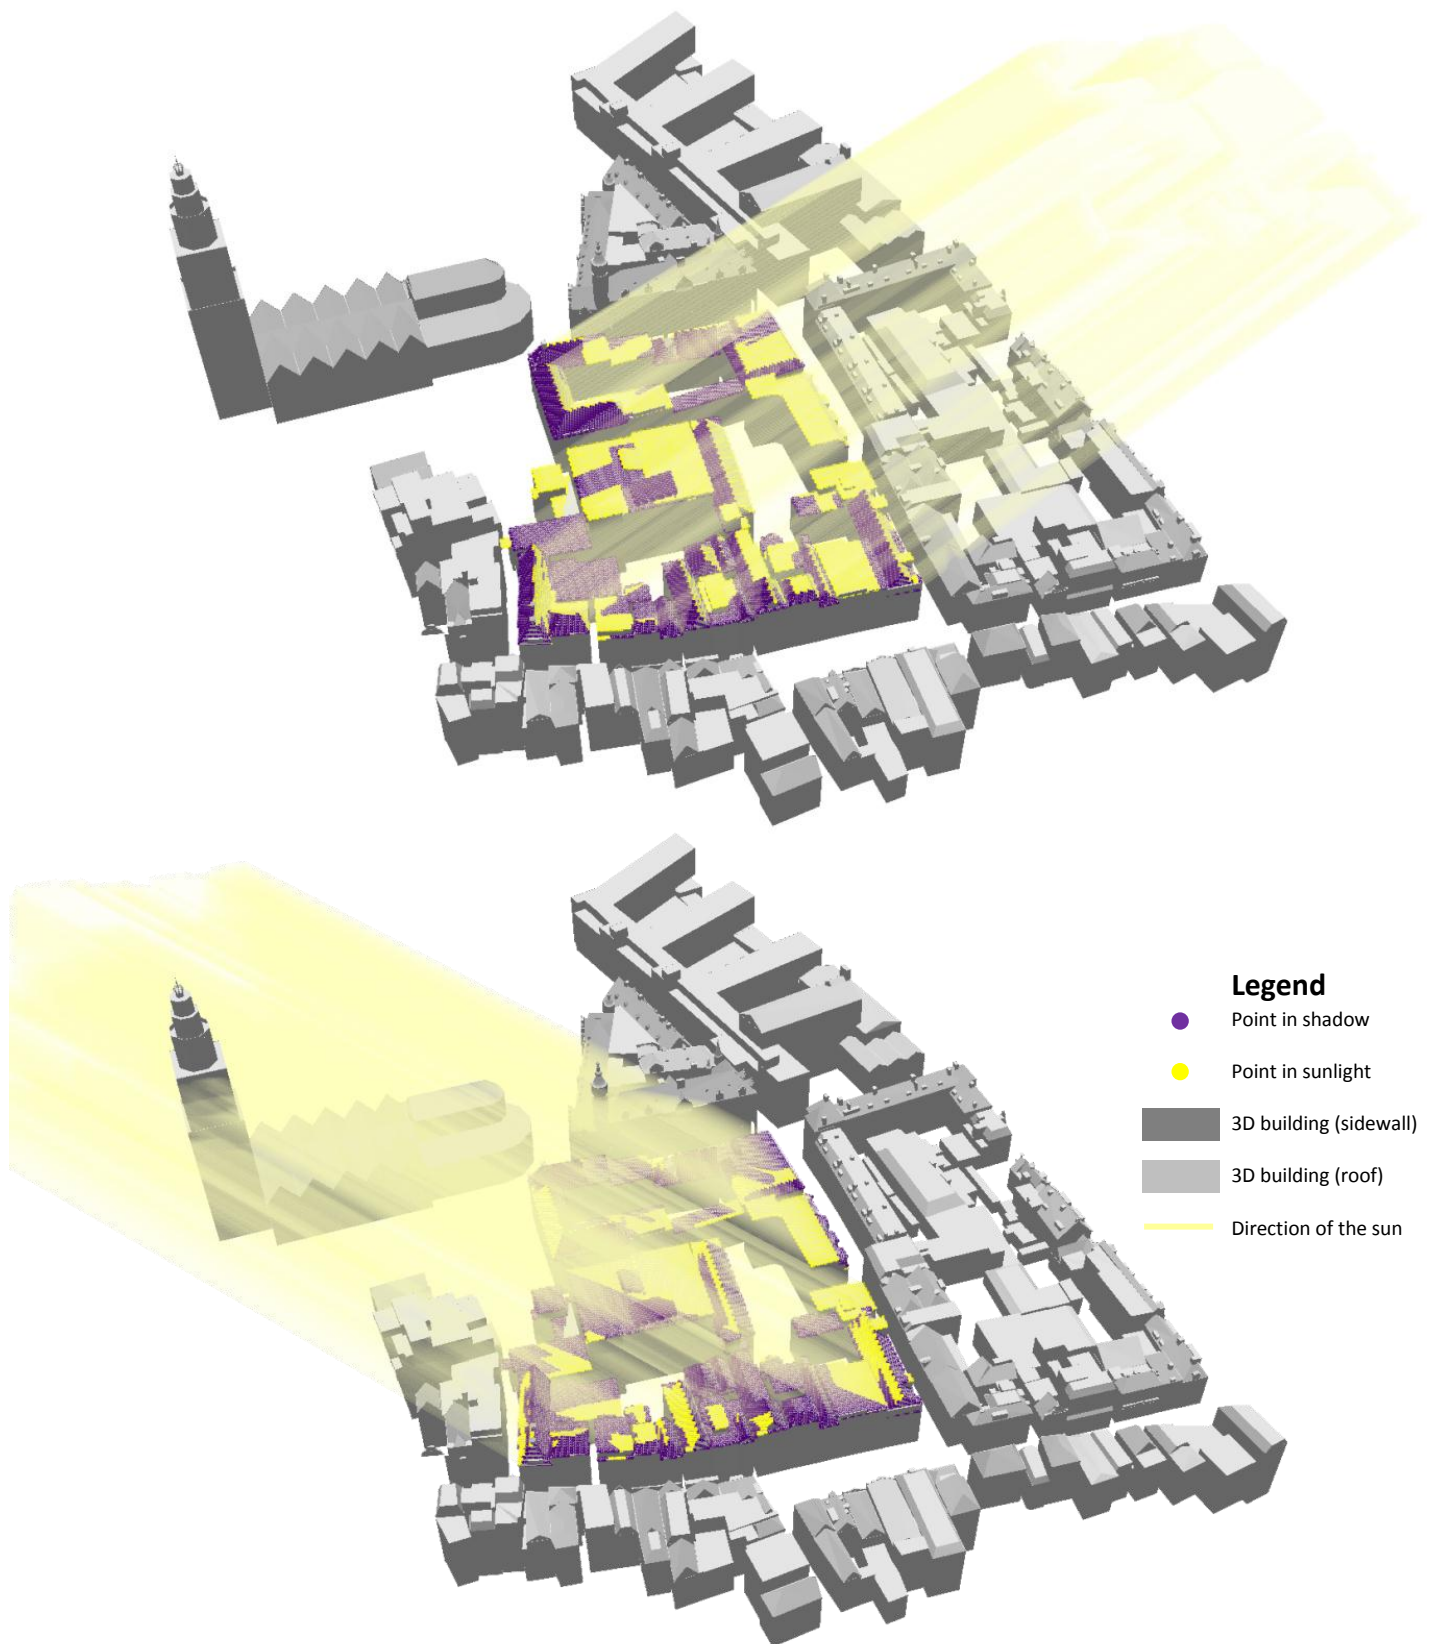 Legend
Point in shadow
Point in sunlight
3D building (sidewall)
3D building (roof)
Direction of the sun